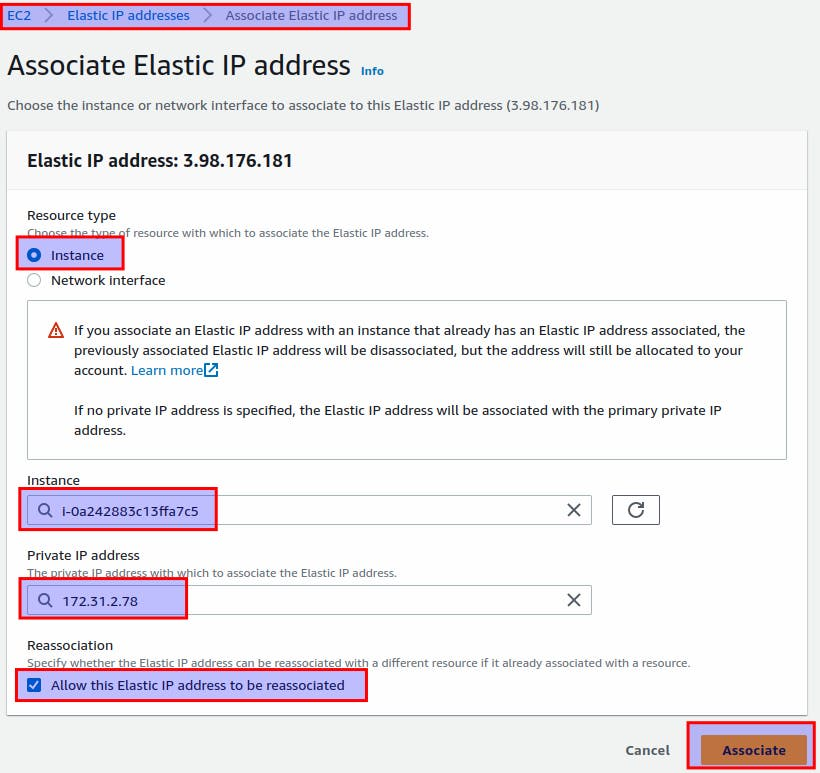 EC2 > Elastic IP addresses > Associate Elastic IP address
Associate Elastic IP address Info
Choose the instance or network interface to associate to this Elastic IP address (3.98.176.181)
Elastic IP address: 3.98.176.181
Resource type
Choose the type of resource with which to associate the Elastic IP address.
Instance
Network interface
If you associate an Elastic IP address with an instance that already has an Elastic IP address associated, the
previously associated Elastic IP address will be disassociated, but the address will still be allocated to your
account. Learn more
If no private IP address is specified, the Elastic IP address will be associated with the primary private IP
address.
Instance
i-0a242883c13ffa7c5
Private IP address
The private IP address with which to associate the Elastic IP address.
172.31.2.78
Reassociation
Specify whether the Elastic IP address can be reassociated with a different resource if it already associated with a resource.
Allow this Elastic IP address to be reassociated
Cancel Associate